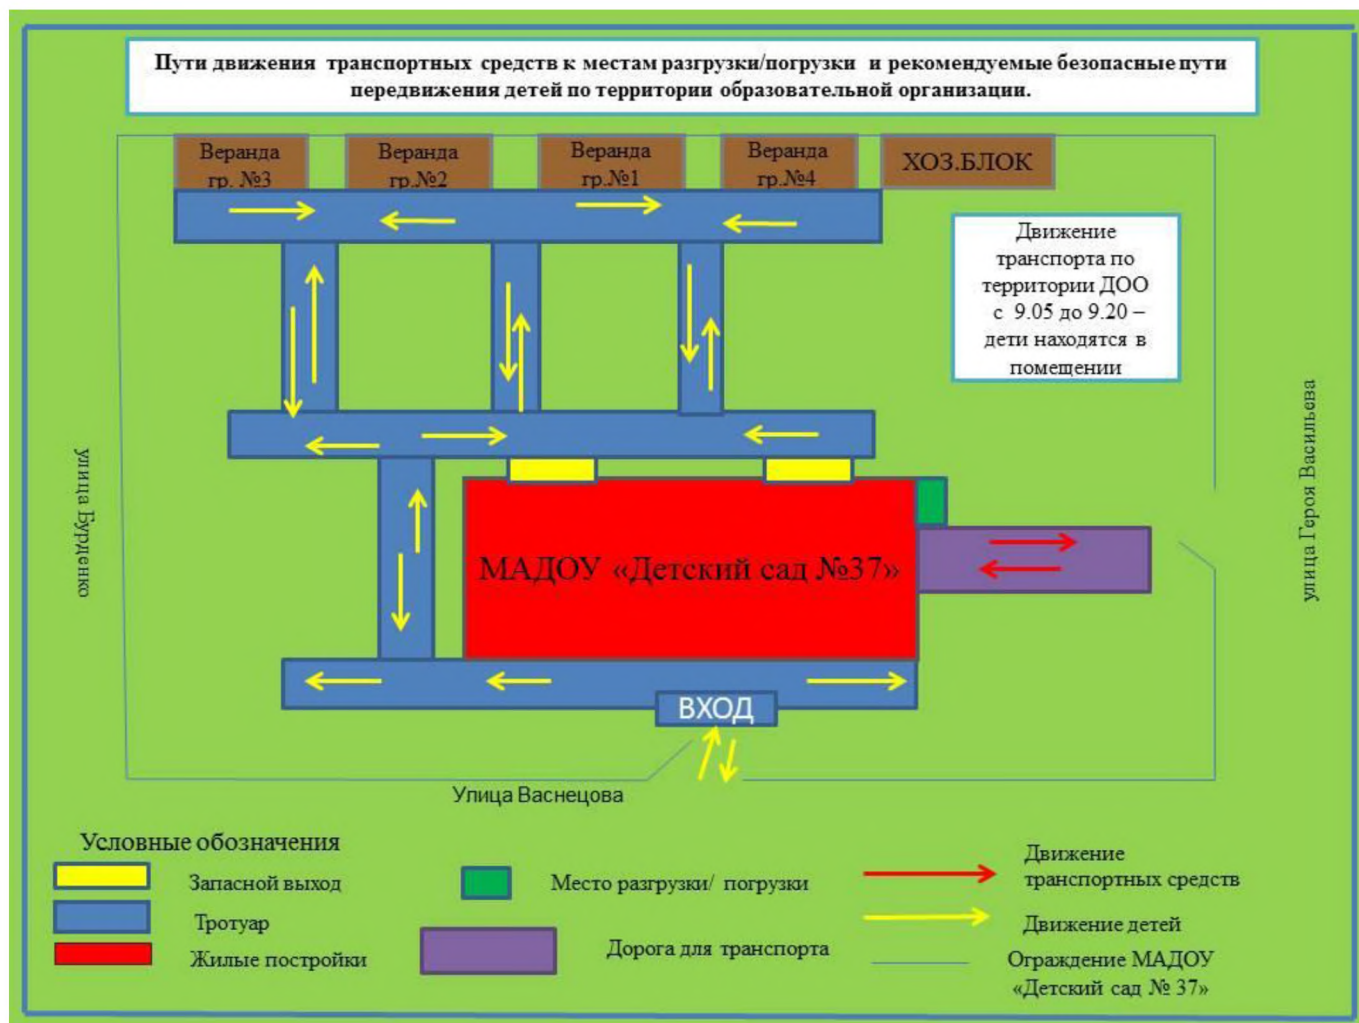 Пути движения транспортных средств к местам разгрузки/погрузки и рекомендуемые безопасные пути
передвижения детей по территории образовательной организации.
Веранда
гр. №3
Веранда
гр.№2
Веранда
гр.№1
Веранда
гр.№4
ХОЗ.БЛОК
Движение
транспорта по
территории ДОО
с 9.05 до 9.20 –
дети находятся в
помещении
улица Бурденко
улица Героя Васильева
МАДОУ «Детский сад №37»
ВХОД
Улица Васнецова
Условные обозначения
Запасной выход
Тротуар
Жилые постройки
Место разгрузки/ погрузки
Дорога для транспорта
Движение
транспортных средств
Движение детей
Ограждение МАДОУ
«Детский сад № 37»